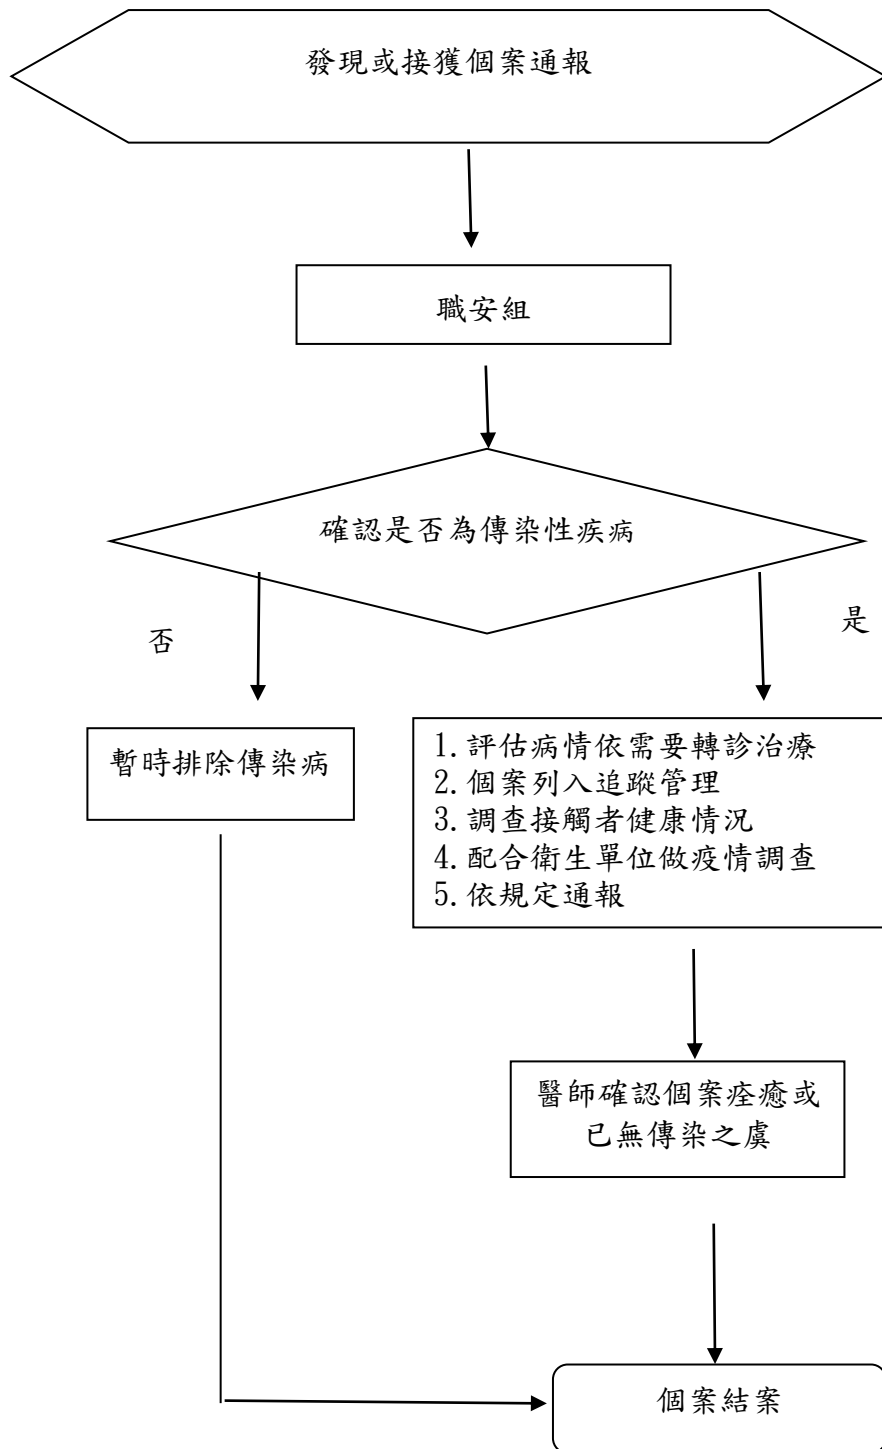 發現或接獲個案通報
職安組
確認是否為傳染性疾病
否
是
暫時排除傳染病
1.評估病情依需要轉診治療
2.個案列入追蹤管理
3.調查接觸者健康情況
4.配合衛生單位做疫情調查
5.依規定通報
醫師確認個案痊癒或
已無傳染之虞
個案結案